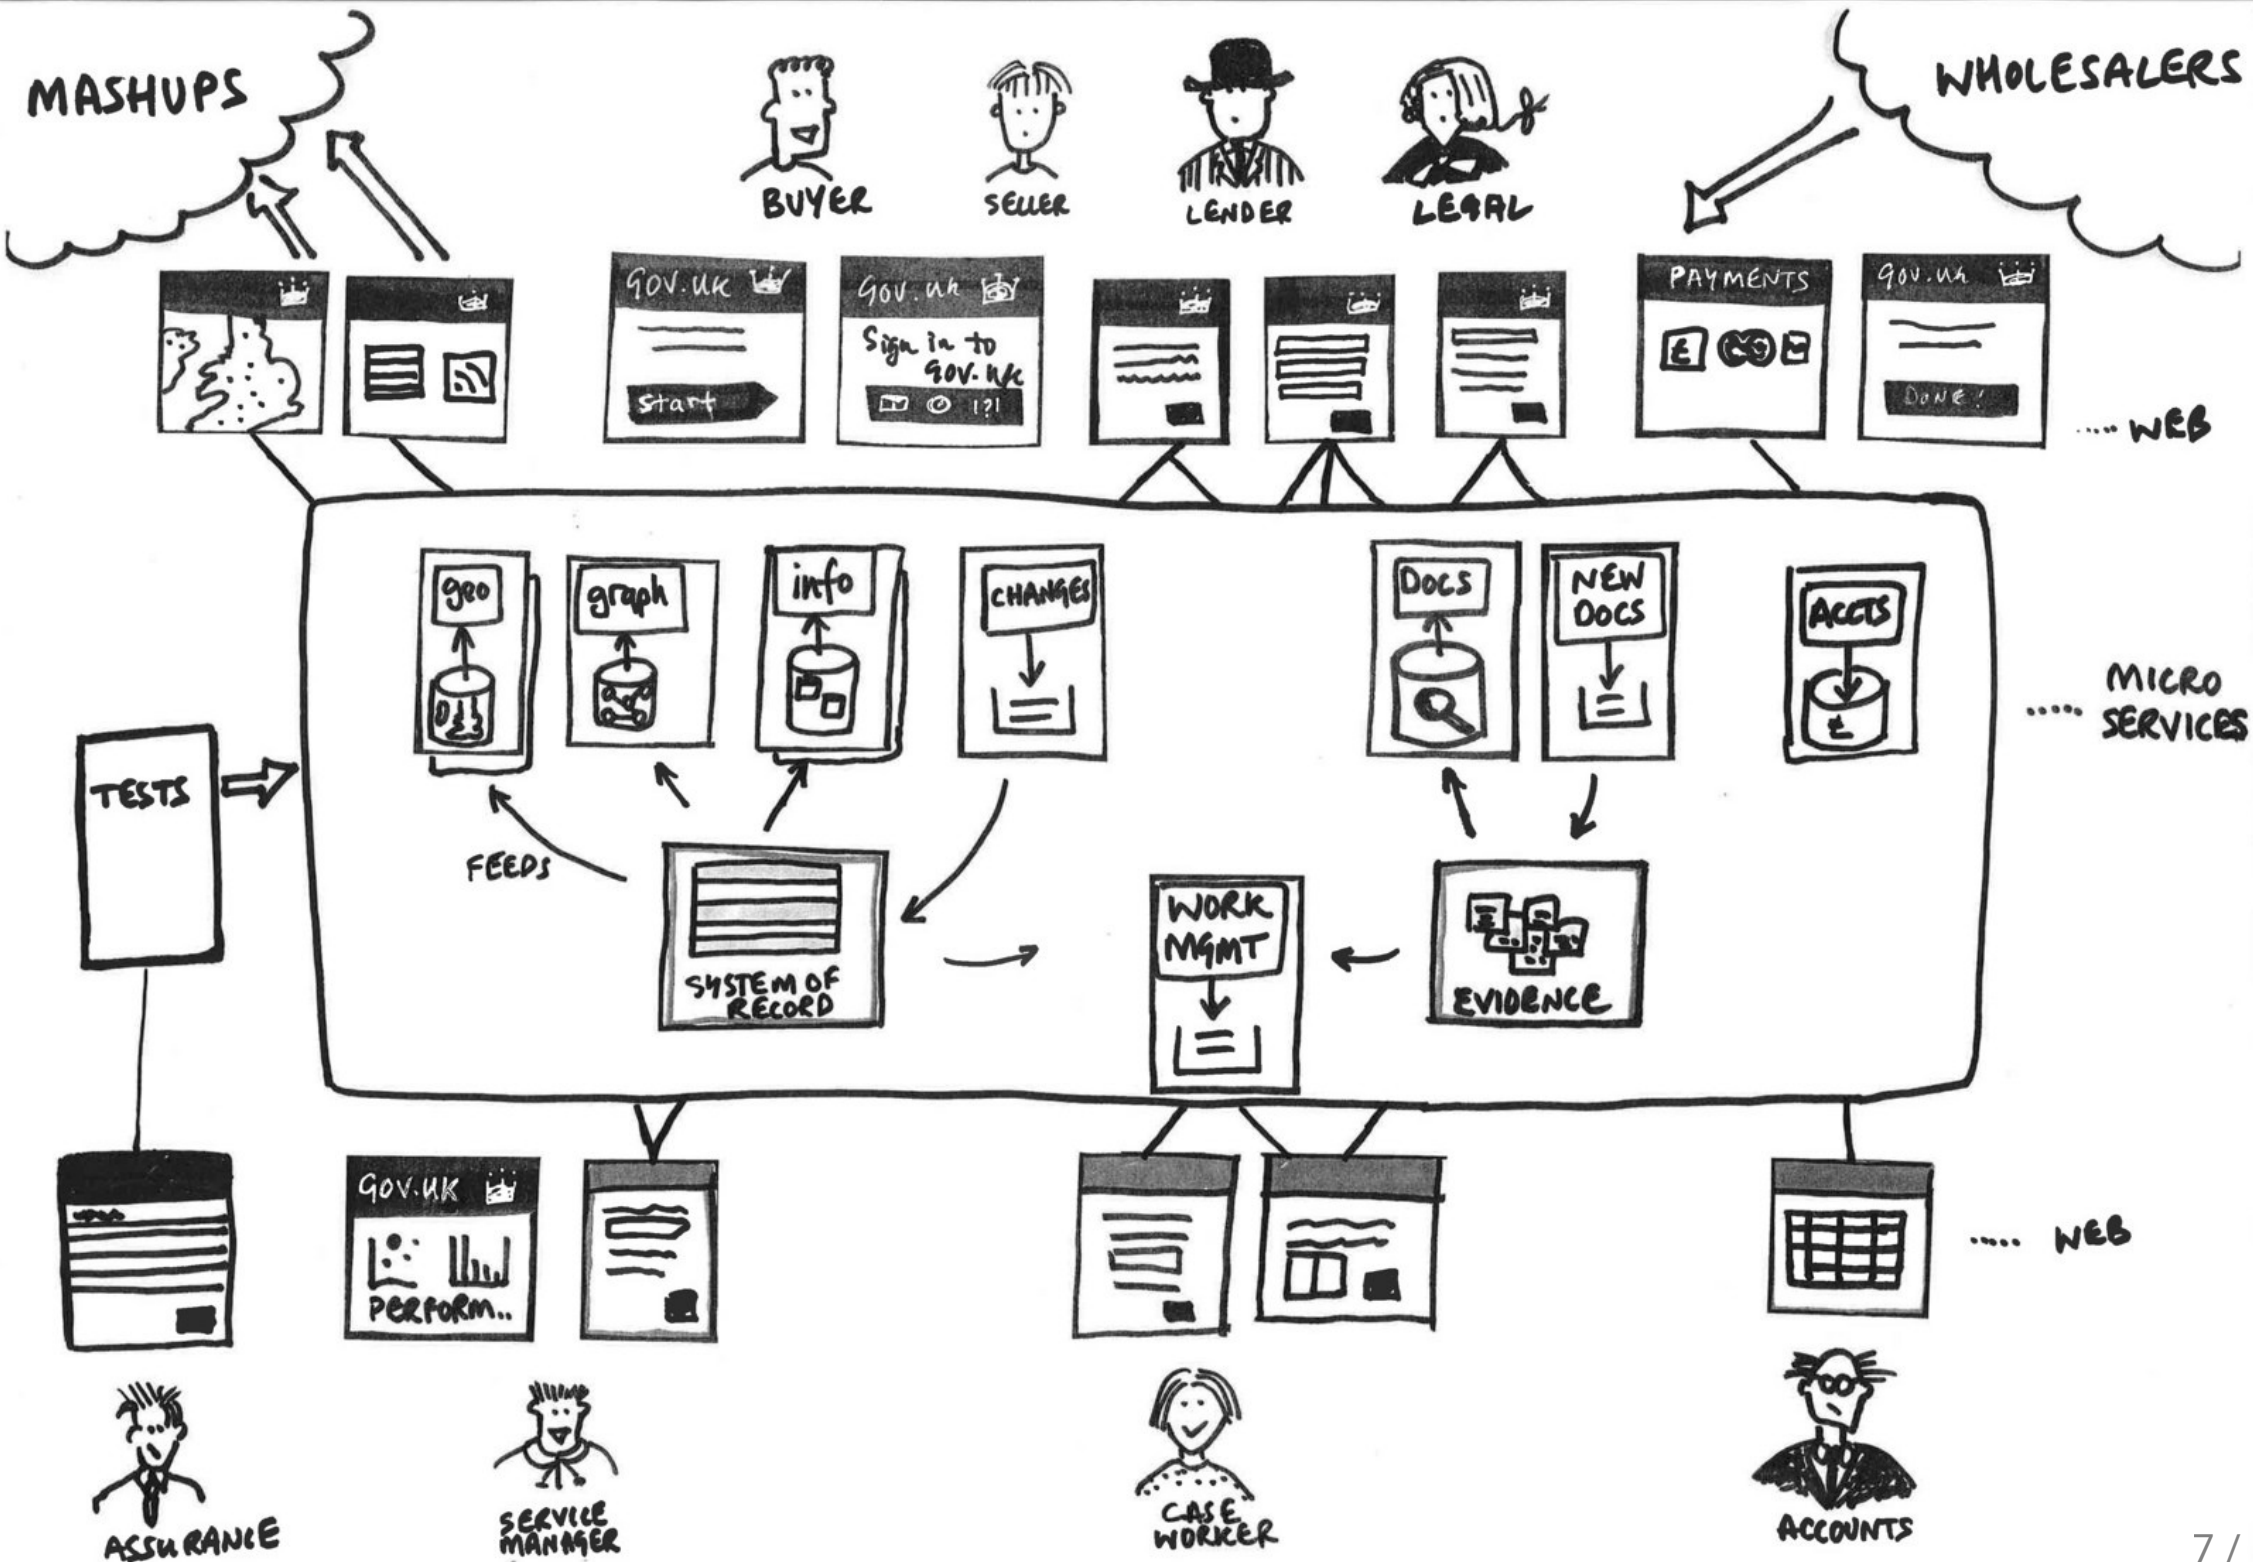 MASHUPS
WHOLESALERS
BUYER
SELLER
LENDER
LEGAL
GOV.UK
Start
GOV.UK
Sign in to
GOV.UK
1?1
PAYMENTS
£
GOV.UK
DONE!
..... WEB
geo
graph
info
CHANGES
DOCS
NEW
DOCS
ACCTS
£
..... MICRO
SERVICES
TESTS
FEEDS
SYSTEM OF
RECORD
WORK
MGMT
EVIDENCE
GOV.UK
PERFORM..
..... WEB
ASSURANCE
SERVICE
MANAGER
CASE
WORKER
ACCOUNTS
7 /